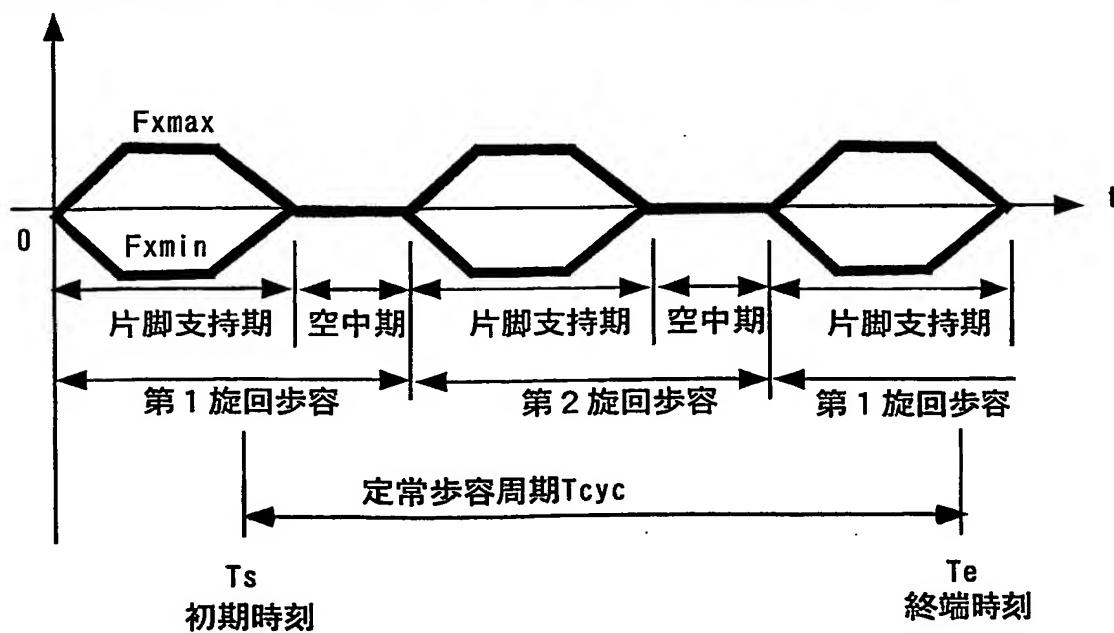 Fxmax
t
0
Fxmin
片脚支持期 空中期 片脚支持期 空中期 片脚支持期
第1旋回歩容 第2旋回歩容 第1旋回歩容
定常歩容周期Tcyc
Ts Te
初期時刻 終端時刻